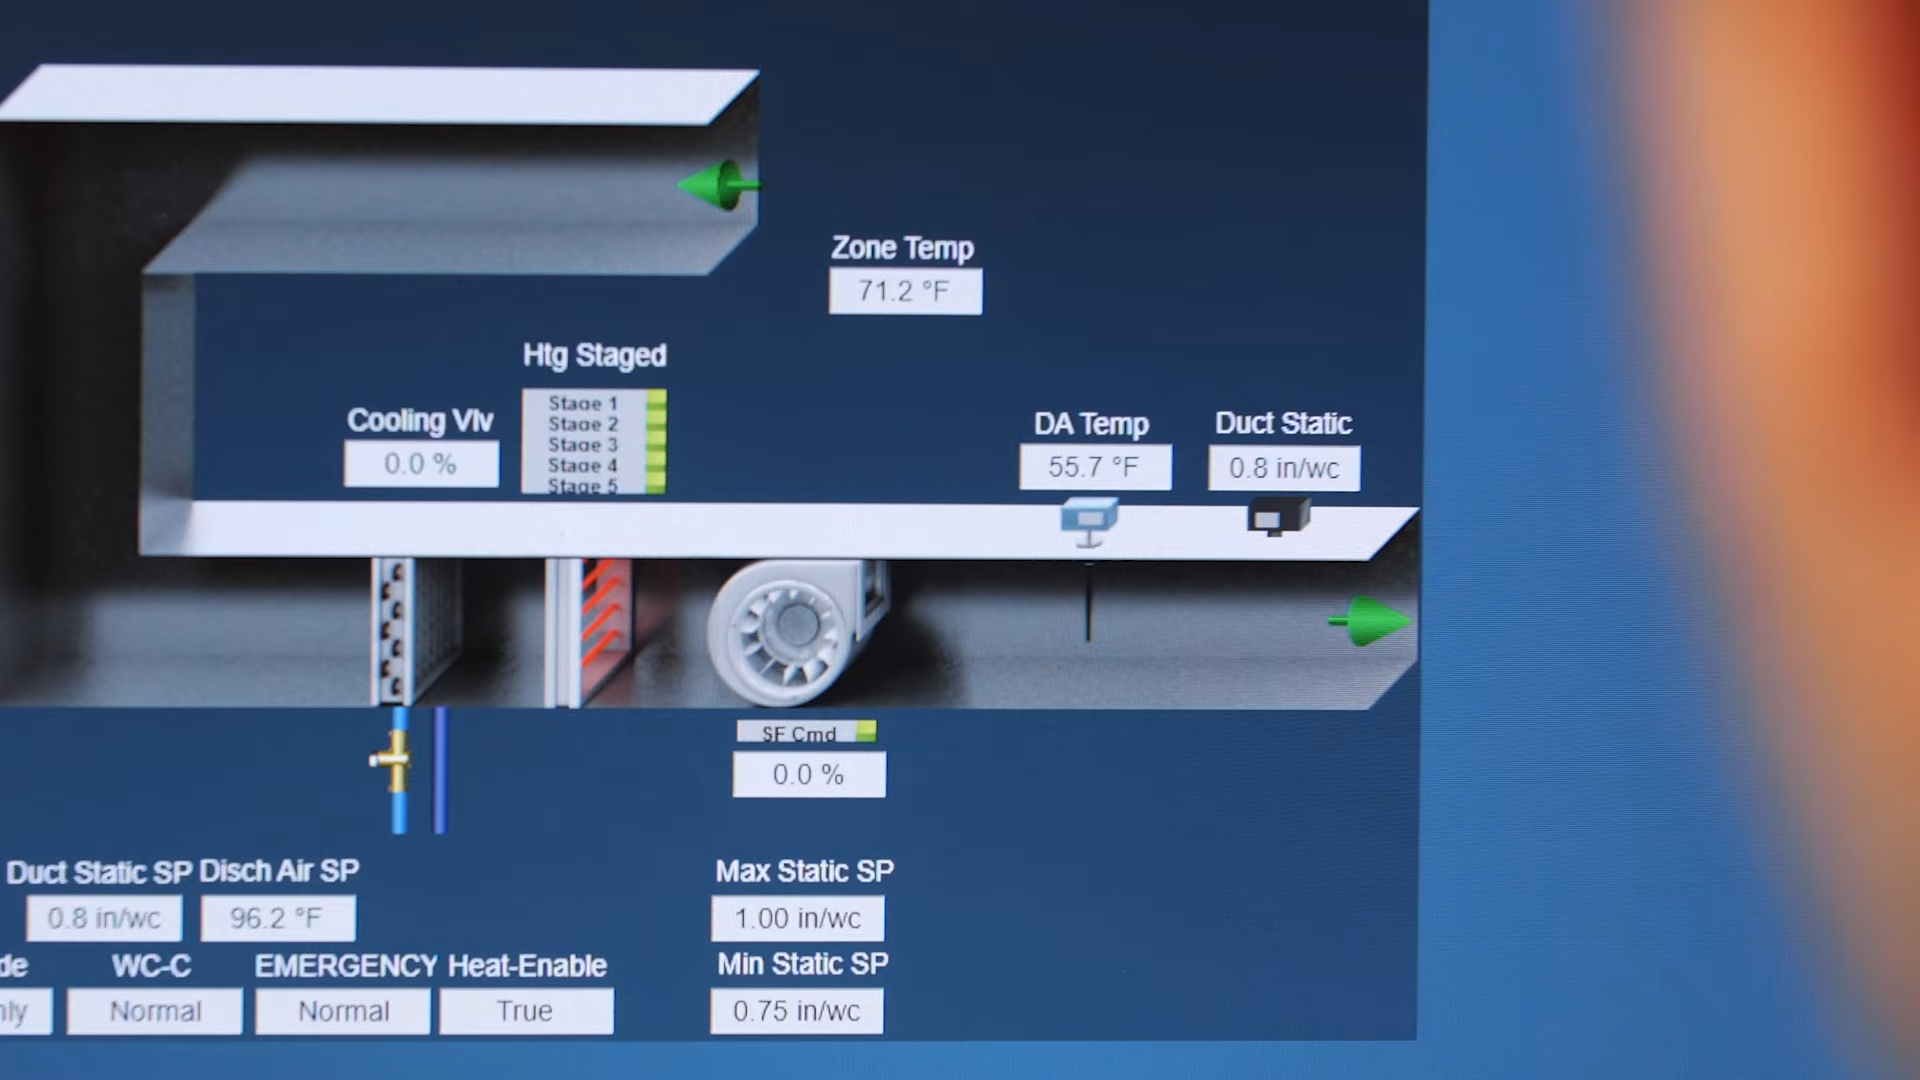 Zone Temp
71.2 °F
Htg Staged
Stage 1
Stage 2
Stage 3
Stage 4
Stage 5
Cooling Vlv
0.0 %
DA Temp
55.7 °F
Duct Static
0.8 in/wc
SF Cmd
0.0 %
Duct Static SP
0.8 in/wc
Disch Air SP
96.2 °F
Max Static SP
1.00 in/wc
WC-C
Normal
EMERGENCY
Normal
Heat-Enable
True
Min Static SP
0.75 in/wc